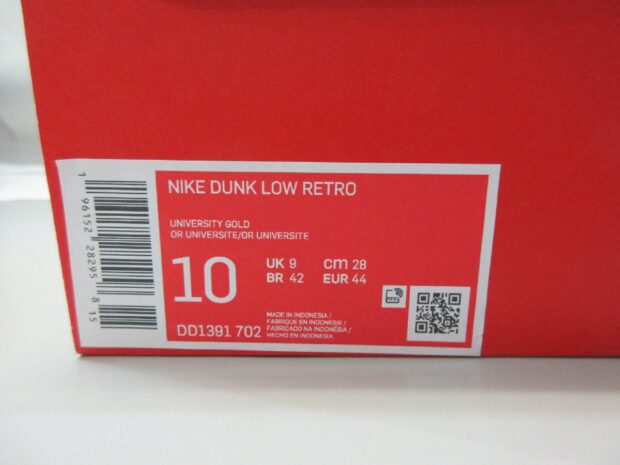 NIKE DUNK LOW RETRO
UNIVERSITY GOLD
OR UNIVERSITE/OR UNIVERSITE
10
UK 9 cm 28
BR 42 EUR 44
DD1391 702
MADE IN INDONESIA /
FABRIQUE EN INDONESIE /
FABRICADO NA INDONESIA /
HECHO EN INDONESIA
1 96152 28295 8 15